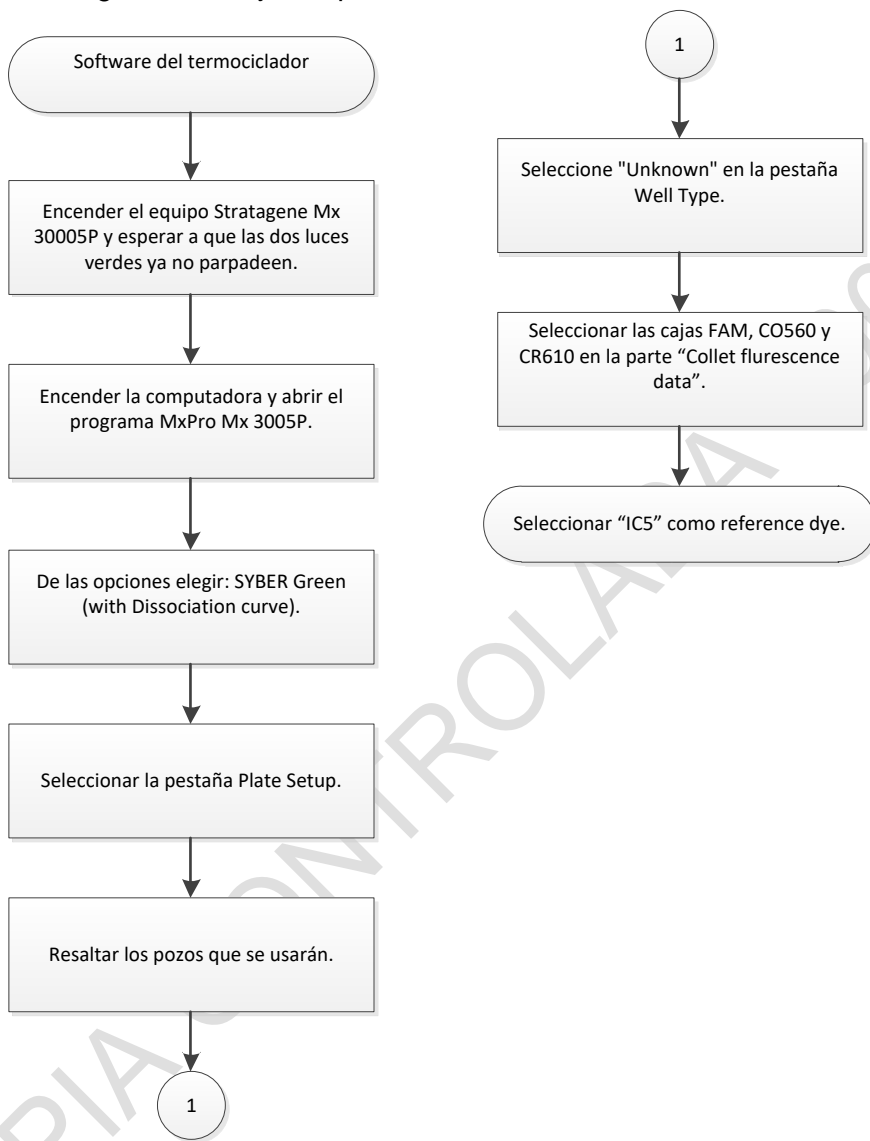 Software del termociclador
Encender el equipo Stratagene Mx
30005P y esperar a que las dos luces
verdes ya no parpadeen.
Encender la computadora y abrir el
programa MxPro Mx 3005P.
De las opciones elegir: SYBER Green
(with Dissociation curve).
Seleccionar la pestaña Plate Setup.
Resaltar los pozos que se usarán.
1
1
Seleccione "Unknown" en la pestaña
Well Type.
Seleccionar las cajas FAM, CO560 y
CR610 en la parte “Collet flurescence
data”.
Seleccionar “IC5” como reference dye.